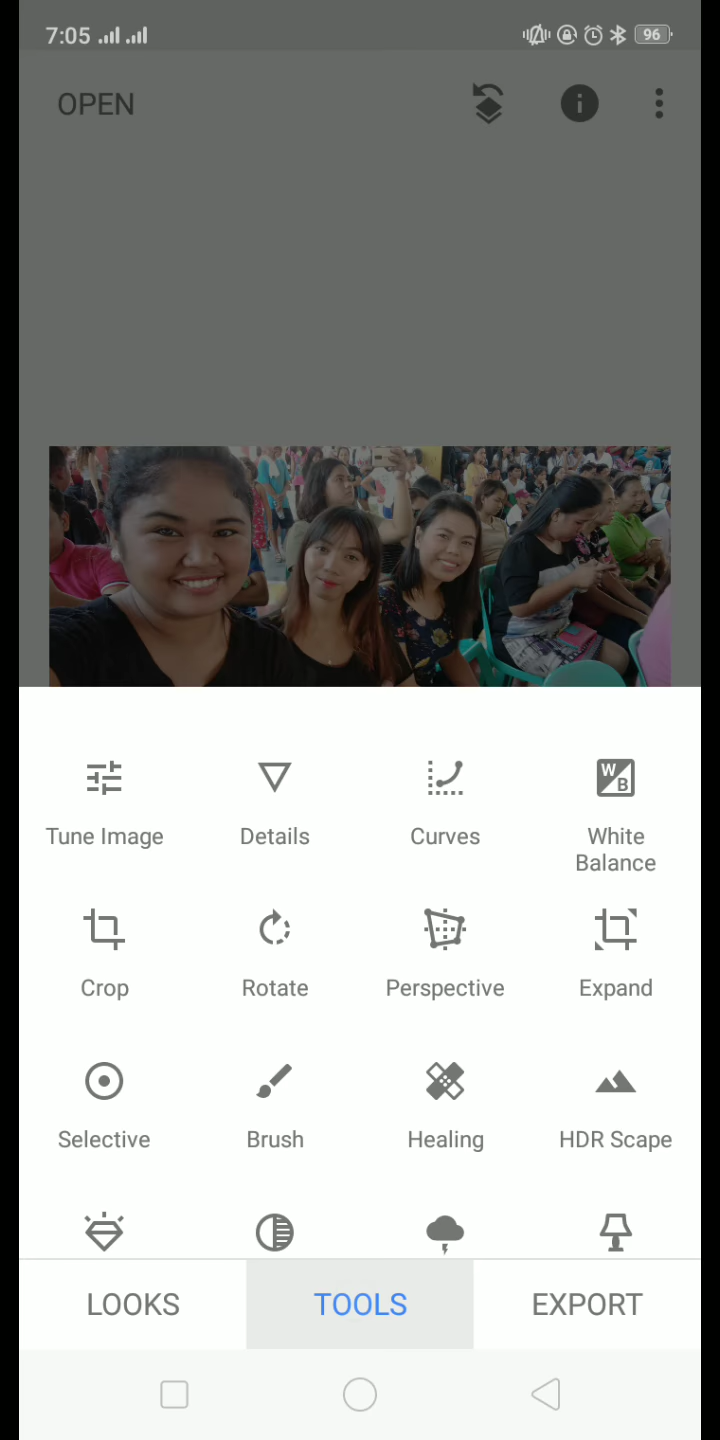 7:05
96
OPEN
Tune Image
Details
Curves
White
Balance
Crop
Rotate
Perspective
Expand
Selective
Brush
Healing
HDR Scape
LOOKS
TOOLS
EXPORT